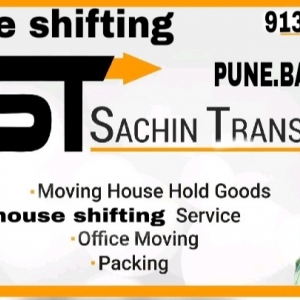 e shifting
913
ST
PUNE.BA
SACHIN TRANS
•Moving House Hold Goods
house shifting Service
•Office Moving
•Packing